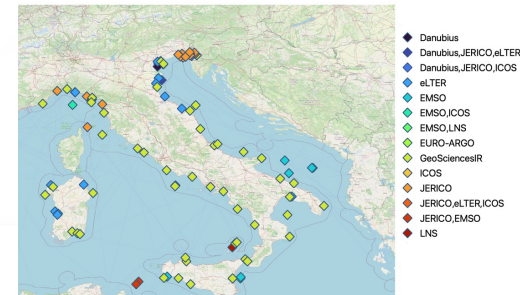 Danubius
Danubius,JERICO,eLTER
Danubius,JERICO,ICOS
eLTER
EMSO
EMSO,ICOS
EMSO,LNS
EURO-ARGO
GeoSciencesIR
ICOS
JERICO
JERICO,eLTER,ICOS
JERICO,EMSO
LNS